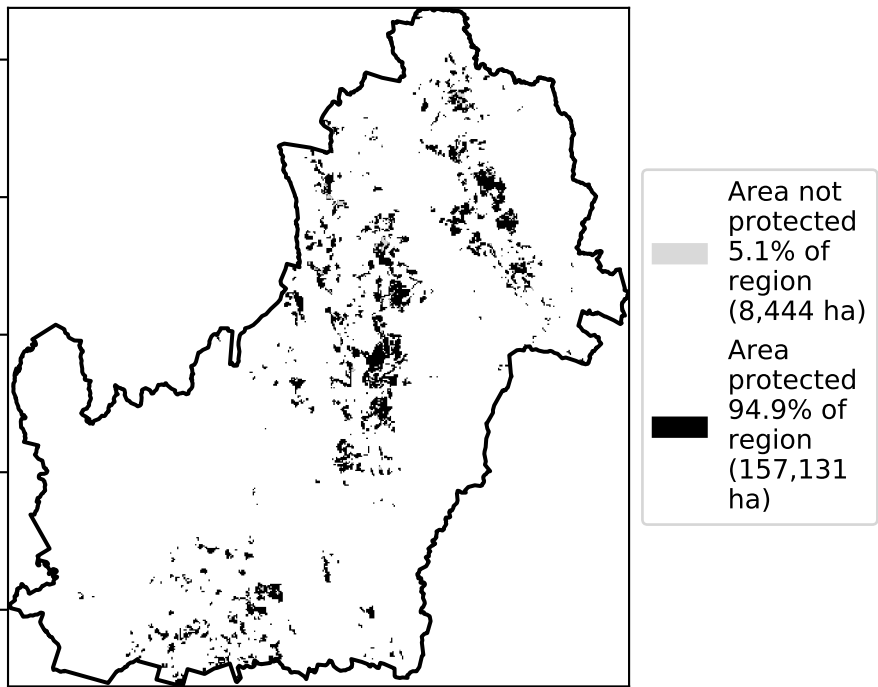 Area not
protected
5.1% of
region
(8,444 ha)
Area
protected
94.9% of
region
(157,131
ha)